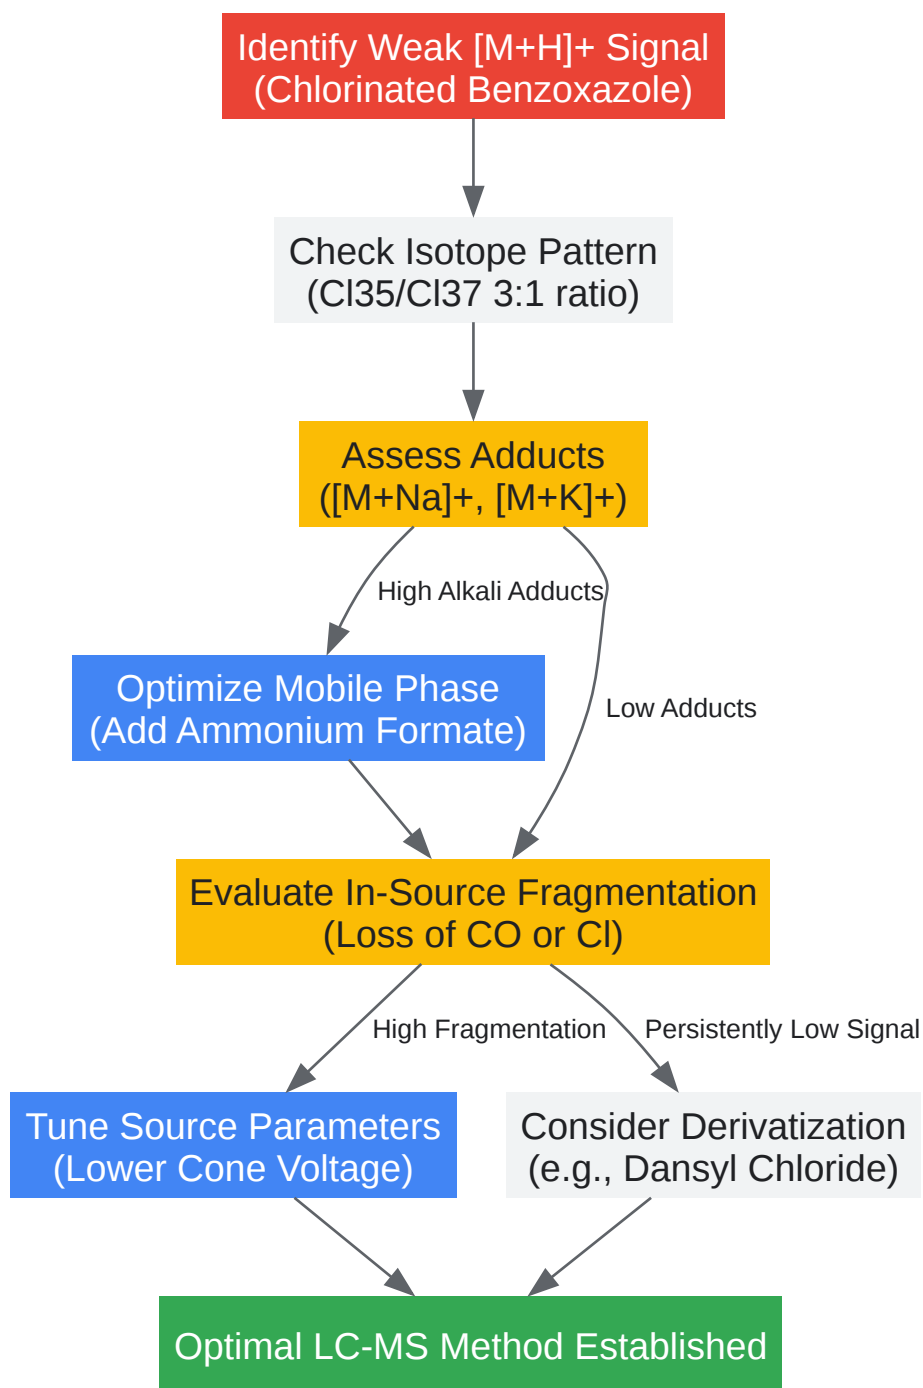 Identify Weak [M+H]+ Signal
(Chlorinated Benzoxazole)
Check Isotope Pattern
(Cl35/Cl37 3:1 ratio)
Assess Adducts
([M+Na]+, [M+K]+)
High Alkali Adducts
Optimize Mobile Phase
(Add Ammonium Formate)
Low Adducts
Evaluate In-Source Fragmentation
(Loss of CO or Cl)
High Fragmentation
Persistently Low Signal
Tune Source Parameters
(Lower Cone Voltage)
Consider Derivatization
(e.g., Dansyl Chloride)
Optimal LC-MS Method Established